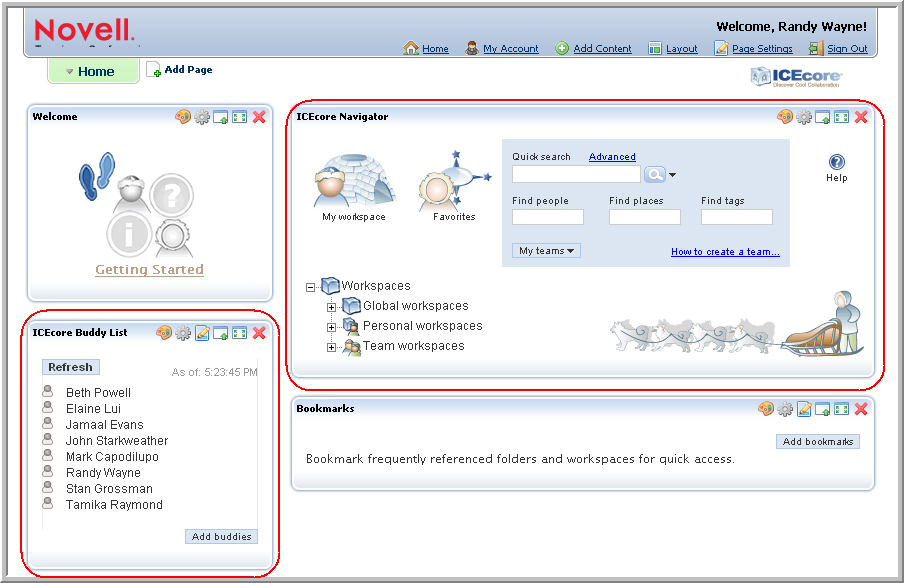 Novell.
Welcome, Randy Wayne!
Home My Account Add Content Layout Page Settings Sign Out
Home Add Page
ICEcore
Discover Cool Collaboration
Welcome
Getting Started
ICEcore Navigator
My workspace
Favorites
Quick search Advanced
Find people Find places Find tags
My teams
How to create a team...
Help
Workspaces
Global workspaces
Personal workspaces
Team workspaces
ICEcore Buddy List
Refresh
As of: 5:23:45 PM
Beth Powell
Elaine Lui
Jamaal Evans
John Starkweather
Mark Capodilupo
Randy Wayne
Stan Grossman
Tamika Raymond
Add buddies
Bookmarks
Add bookmarks
Bookmark frequently referenced folders and workspaces for quick access.